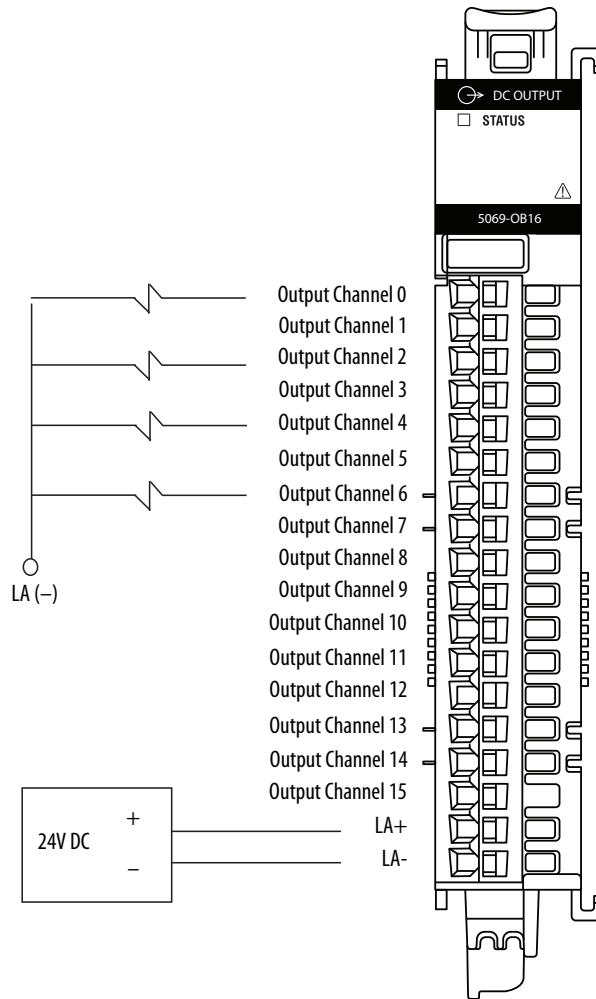 DC OUTPUT
STATUS
5069-OB16
Output Channel 0
Output Channel 1
Output Channel 2
Output Channel 3
Output Channel 4
Output Channel 5
Output Channel 6
Output Channel 7
Output Channel 8
Output Channel 9
Output Channel 10
Output Channel 11
Output Channel 12
Output Channel 13
Output Channel 14
Output Channel 15
LA (–)
24V DC
+
–
LA+
LA-